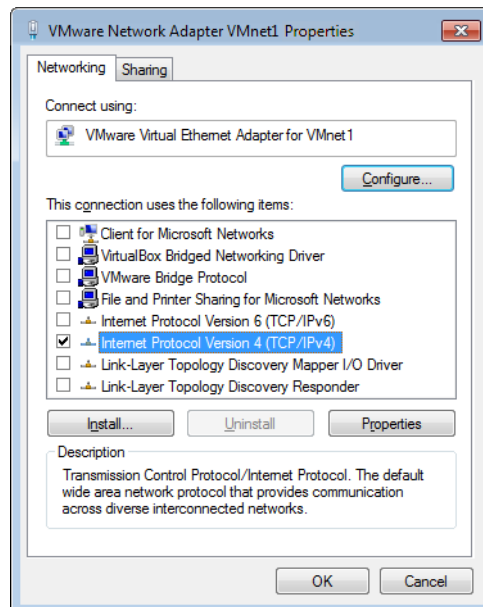 VMware Network Adapter VMnet1 Properties
Networking
Sharing
Connect using:
VMware Virtual Ethernet Adapter for VMnet1
Configure...
This connection uses the following items:
Client for Microsoft Networks
VirtualBox Bridged Networking Driver
VMware Bridge Protocol
File and Printer Sharing for Microsoft Networks
Internet Protocol Version 6 (TCP/IPv6)
Internet Protocol Version 4 (TCP/IPv4)
Link-Layer Topology Discovery Mapper I/O Driver
Link-Layer Topology Discovery Responder
Install...
Uninstall
Properties
Description
Transmission Control Protocol/Internet Protocol. The default
wide area network protocol that provides communication
across diverse interconnected networks.
OK
Cancel